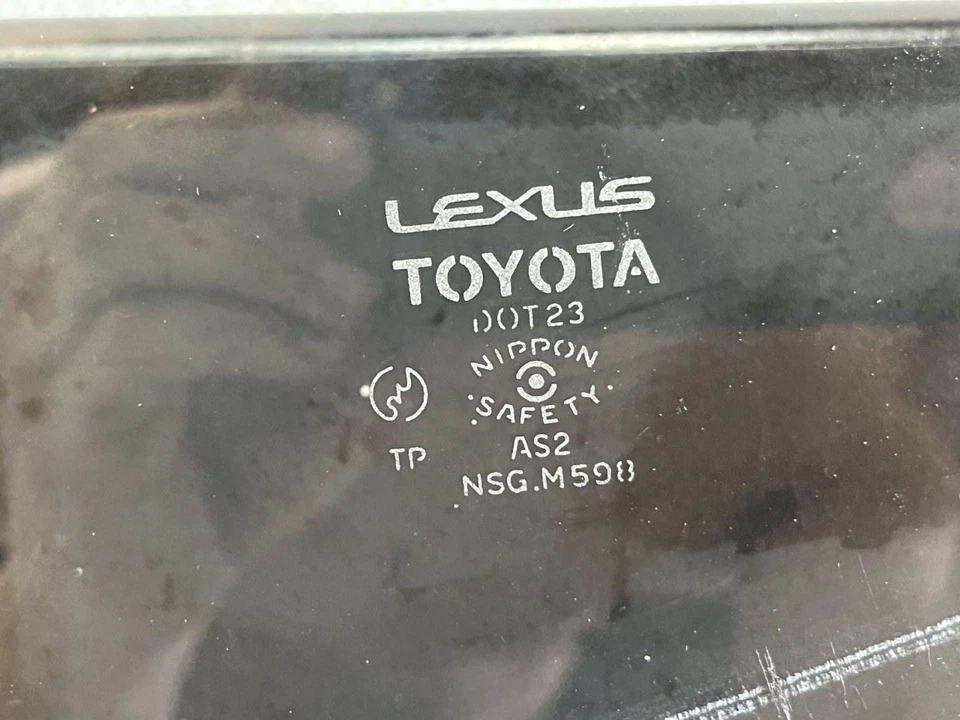 LEXUS
TOYOTA
DOT23
NIPPON
SAFETY
TP
AS2
NSG.M598